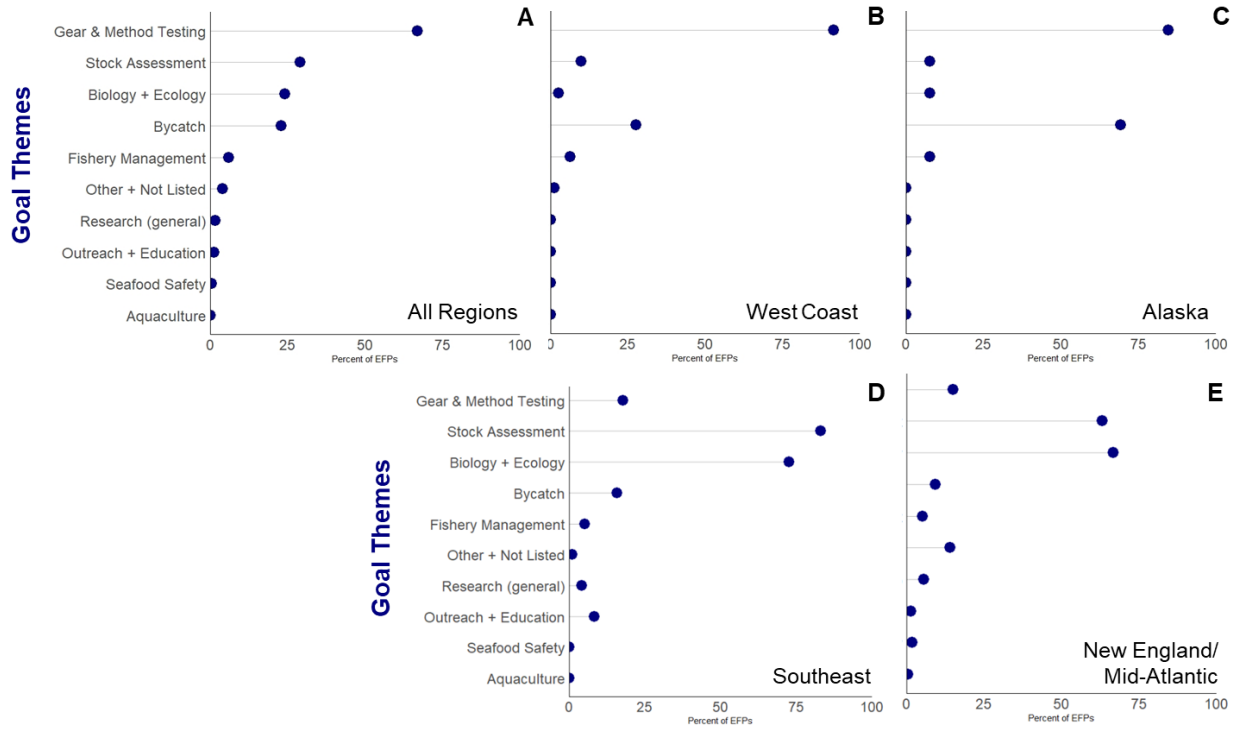 A
B
C
Goal Themes
Gear & Method Testing
Stock Assessment
Biology + Ecology
Bycatch
Fishery Management
Other + Not Listed
Research (general)
Outreach + Education
Seafood Safety
Aquaculture
All Regions
West Coast
Alaska
0 25 50 75 100
Percent of EFPs
0 25 50 75 100
Percent of EFPs
0 25 50 75 100
Percent of EFPs
D
E
Goal Themes
Gear & Method Testing
Stock Assessment
Biology + Ecology
Bycatch
Fishery Management
Other + Not Listed
Research (general)
Outreach + Education
Seafood Safety
Aquaculture
Southeast
New England/
Mid-Atlantic
0 25 50 75 100
Percent of EFPs
0 25 50 75 100
Percent of EFPs